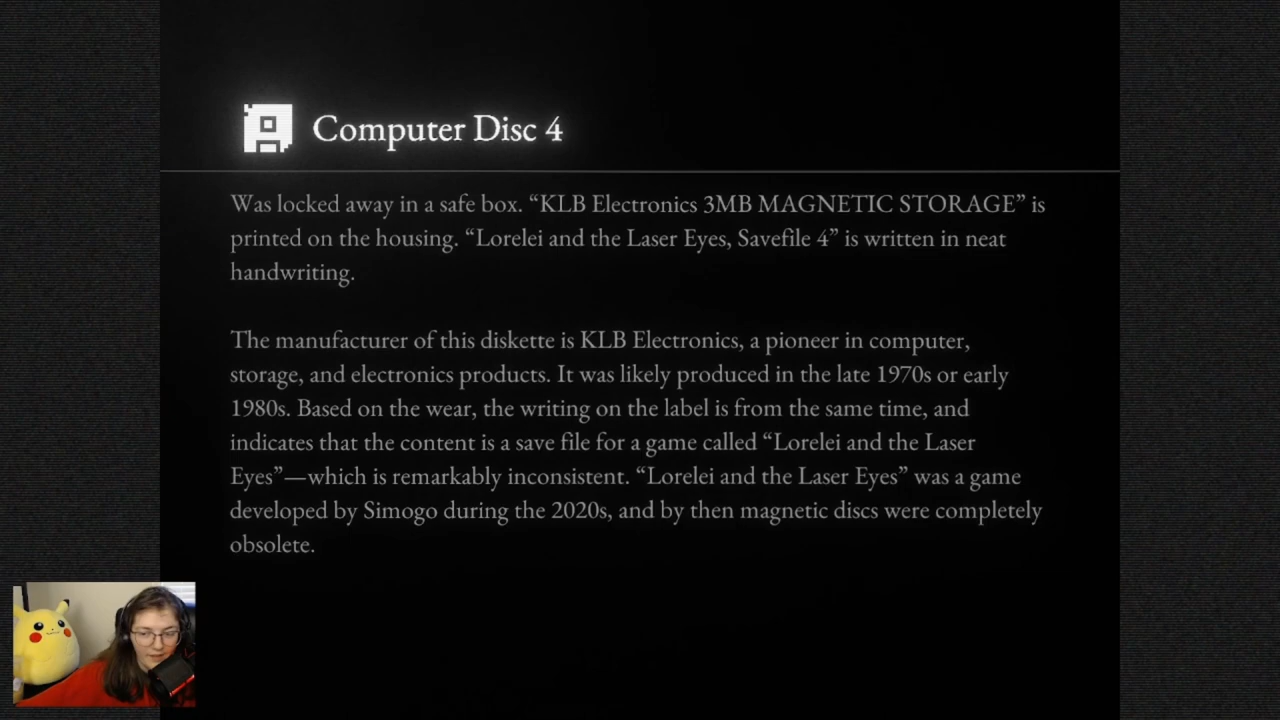 Computer Disc 4
Was locked away in a safe box. “KLB Electronics 3MB MAGNETIC STORAGE” is
printed on the housing. “Lorelei and the Laser Eyes, Savefile 4” is written in neat
handwriting.
The manufacturer of this diskette is KLB Electronics, a pioneer in computer,
storage, and electronics products. It was likely produced in the late 1970s or early
1980s. Based on the wear, the writing on the label is from the same time, and
indicates that the content is a save file for a game called “Lorelei and the Laser
Eyes”—which is remarkably inconsistent. “Lorelei and the Laser Eyes” was a game
developed by Simogo during the 2020s, and by then magnetic discs were completely
obsolete.